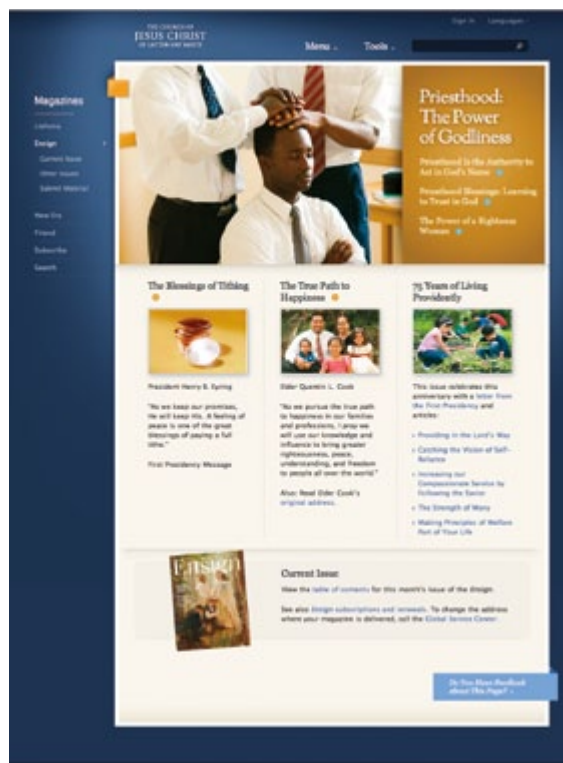 Sign In Languages
THE CHURCH OF
JESUS CHRIST
OF LATTER-DAY SAINTS
Menu
Tools
Magazines
Liahona
Ensign
Current Issue
Other Issues
Submit Material
New Era
Friend
Subscribe
Search
Priesthood:
The Power
of Godliness
Priesthood Is the Authority to
Act in God's Name
Priesthood Blessings: Learning
to Trust in God
The Power of a Righteous
Woman
The Blessings of Tithing
President Henry B. Eyring
"As we keep our promises,
He will keep His. A feeling of
peace is one of the great
blessings of paying a full
tithe."
First Presidency Message
The True Path to
Happiness
Elder Quentin L. Cook
"As we pursue the true path
to happiness in our families
and professions, I pray we
will use our knowledge and
influence to bring greater
righteousness, peace,
understanding, and freedom
to people all over the world."
Also: Read Elder Cook's
original address.
75 Years of Living
Providently
This issue celebrates this
anniversary with a letter from
the First Presidency and
articles:
Providing in the Lord's Way
Catching the Vision of Self-
Reliance
Increasing our
Compassionate Service by
Following the Savior
The Strength of Many
Making Principles of Welfare
Part of Your Life
Ensign
Current Issue
View the table of contents for this month's issue of the Ensign.
See also Ensign subscriptions and renewals. To change the address
where your magazine is delivered, call the Global Service Center.
Do You Have Feedback
about This Page?